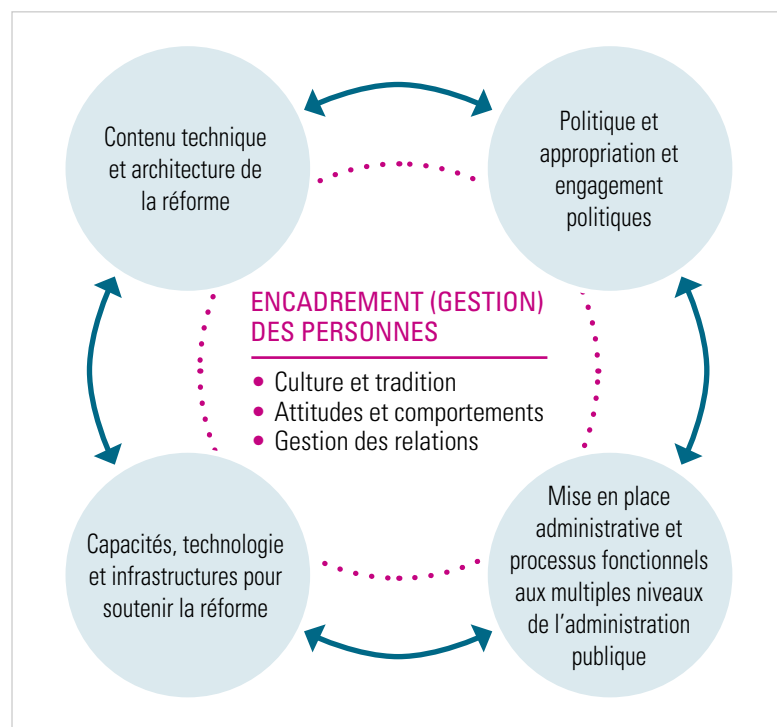 Contenu technique
et architecture de
la réforme
Politique et
appropriation et
engagement
politiques
ENCADREMENT (GESTION)
DES PERSONNES
• Culture et tradition
• Attitudes et comportements
• Gestion des relations
Capacités, technologie
et infrastructures pour
soutenir la réforme
Mise en place
administrative et
processus fonctionnels
aux multiples niveaux
de l’administration
publique